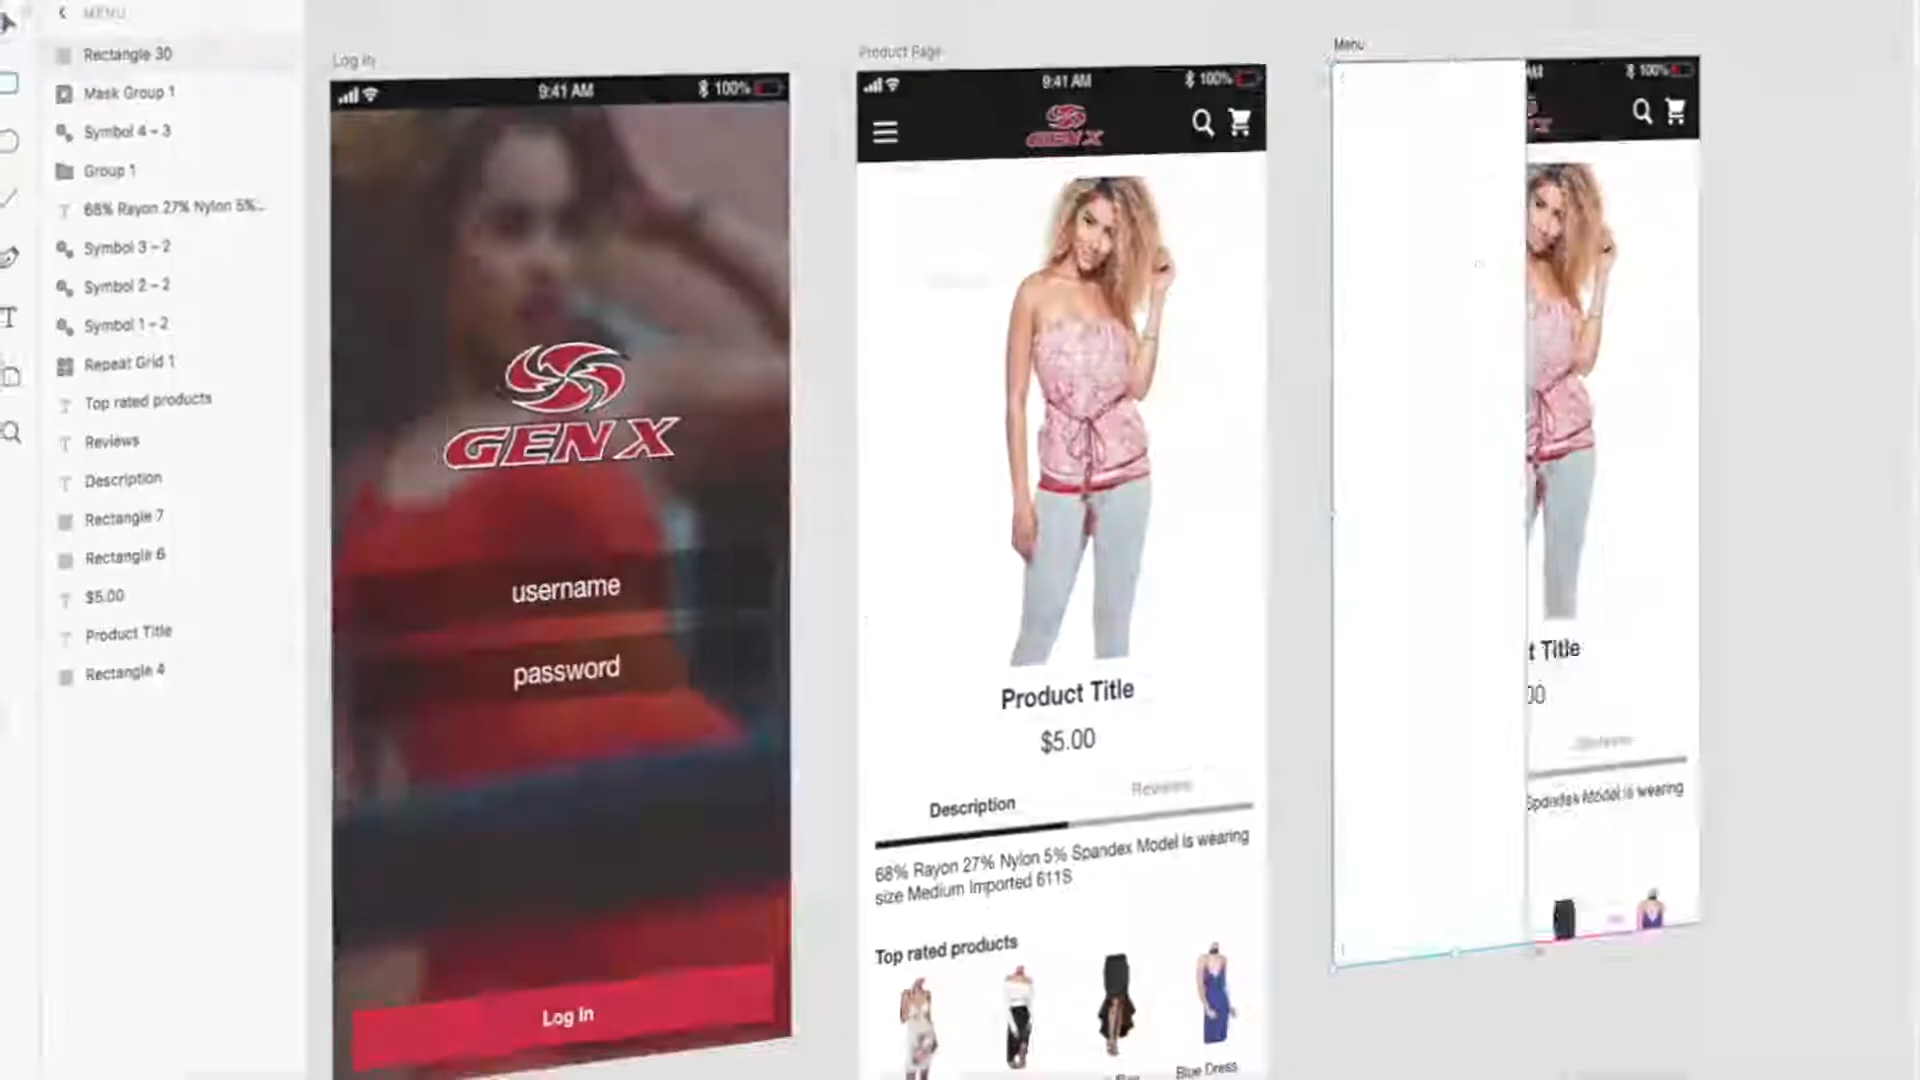 MENU
Rectangle 30
Mask Group 1
Symbol 4 – 3
Group 1
68% Rayon 27% Nylon 5%...
Symbol 3 – 2
Symbol 2 – 2
Symbol 1 – 2
Repeat Grid 1
Top rated products
Reviews
Description
Rectangle 7
Rectangle 6
$5.00
Product Title
Rectangle 4
Log In
9:41 AM
100%
GEN X
username
password
Log In
Product Page
9:41 AM
100%
GEN X
Product Title
$5.00
Description
Reviews
68% Rayon 27% Nylon 5% Spandex Model is wearing
size Medium Imported 611S
Top rated products
Blue Dress
Menu
AM
100%
t Title
00
Model is wearing